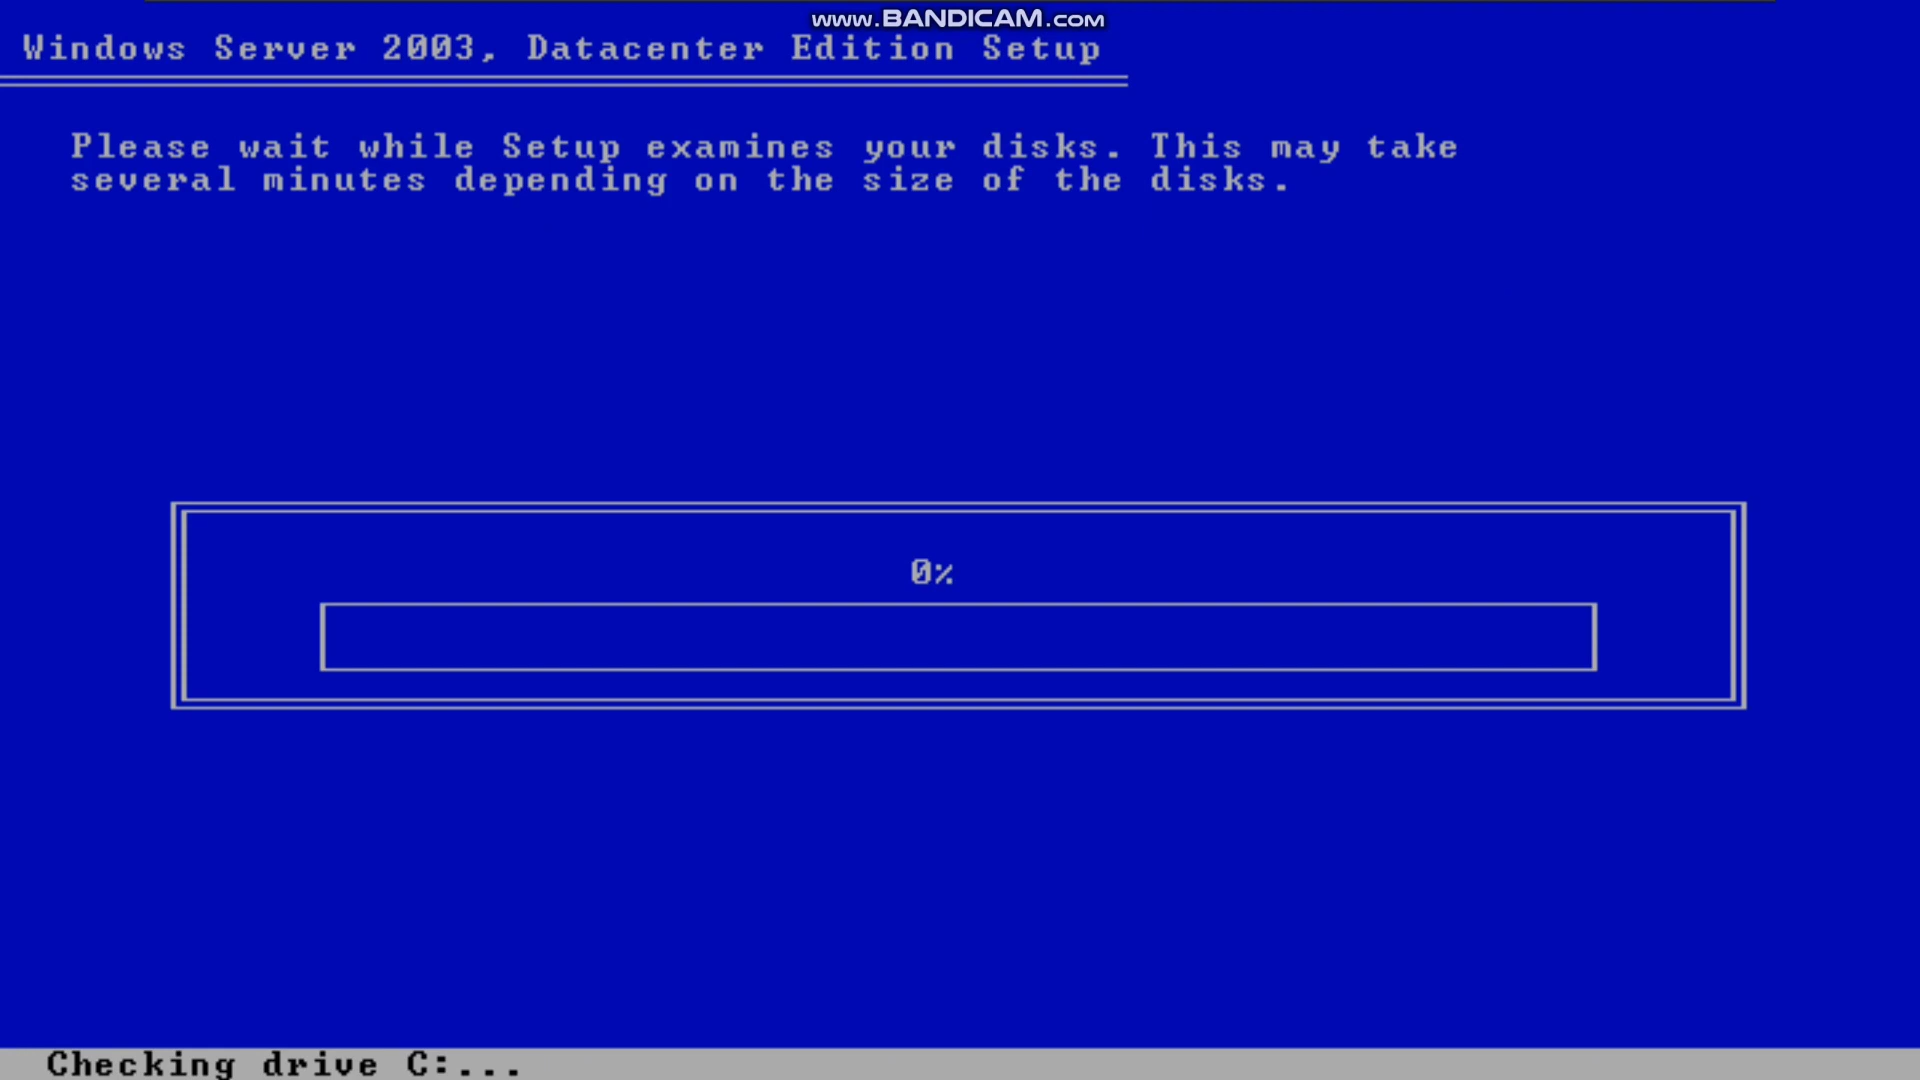 www.BANDICAM.com
Windows Server 2003, Datacenter Edition Setup
Please wait while Setup examines your disks. This may take
several minutes depending on the size of the disks.
0%
Checking drive C:...